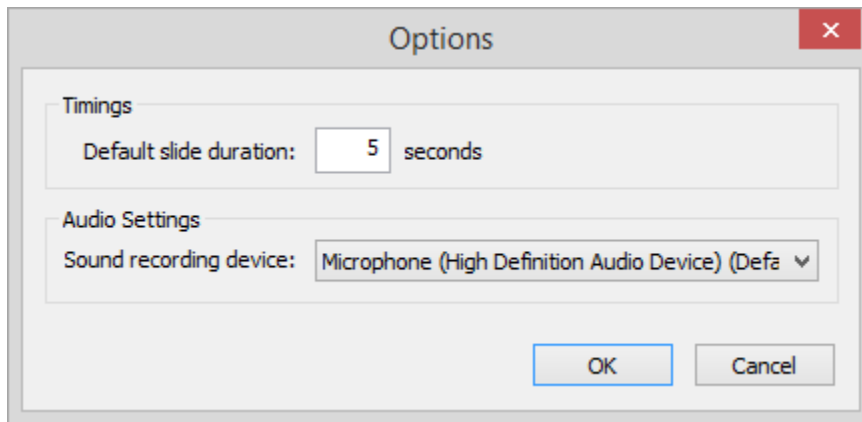 Options
Timings
Default slide duration: 5 seconds
Audio Settings
Sound recording device: Microphone (High Definition Audio Device) (Defa
OK Cancel